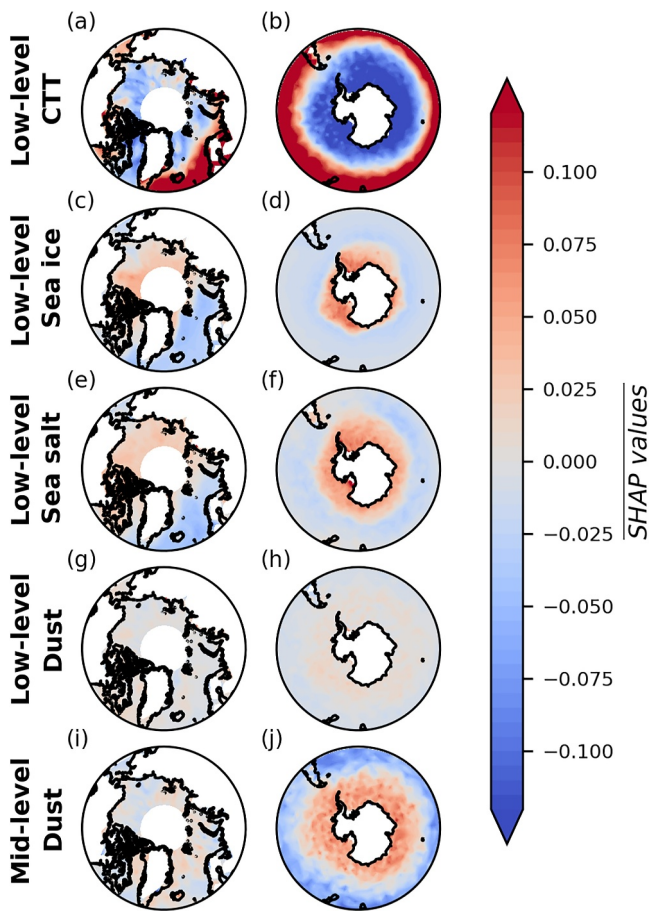 (a)
(b)
Low-level
CTT
(c)
(d)
Low-level
Sea ice
(e)
(f)
Low-level
Sea salt
(g)
(h)
Low-level
Dust
(i)
(j)
Mid-level
Dust
0.100
0.075
0.050
0.025
0.000
−0.025
−0.050
−0.075
−0.100
SHAP values